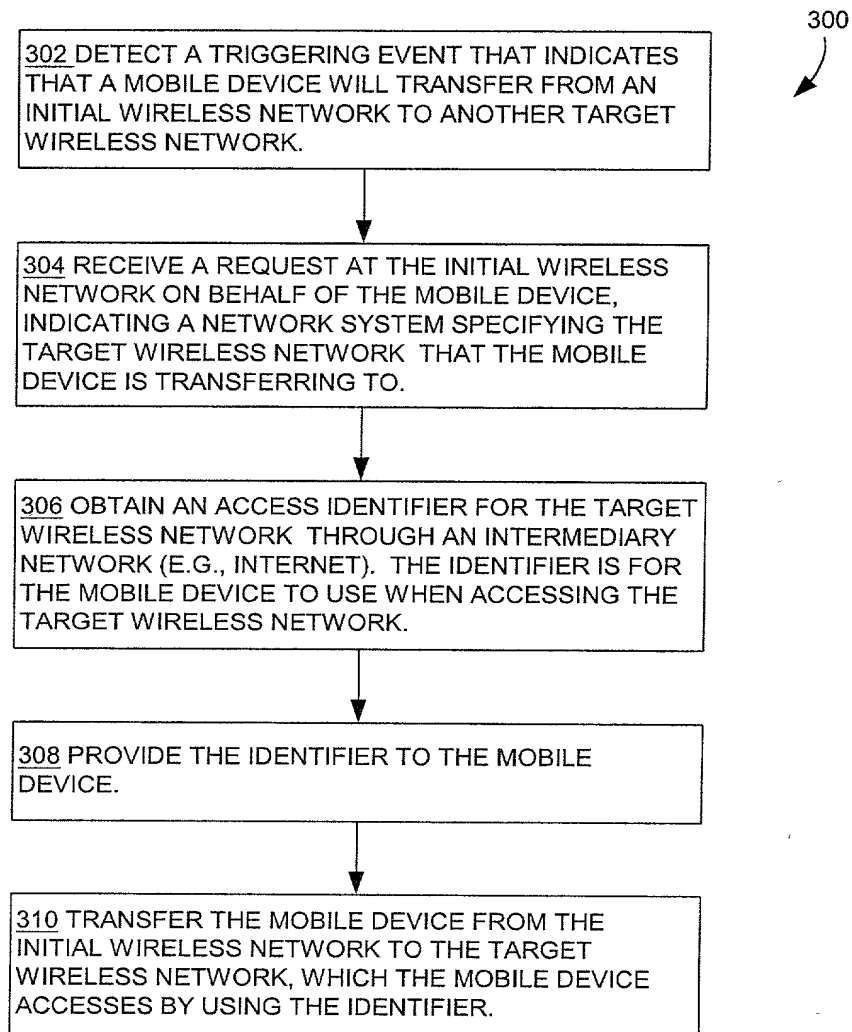 300
302 DETECT A TRIGGERING EVENT THAT INDICATES
THAT A MOBILE DEVICE WILL TRANSFER FROM AN
INITIAL WIRELESS NETWORK TO ANOTHER TARGET
WIRELESS NETWORK.
304 RECEIVE A REQUEST AT THE INITIAL WIRELESS
NETWORK ON BEHALF OF THE MOBILE DEVICE,
INDICATING A NETWORK SYSTEM SPECIFYING THE
TARGET WIRELESS NETWORK THAT THE MOBILE
DEVICE IS TRANSFERRING TO.
306 OBTAIN AN ACCESS IDENTIFIER FOR THE TARGET
WIRELESS NETWORK THROUGH AN INTERMEDIARY
NETWORK (E.G., INTERNET). THE IDENTIFIER IS FOR
THE MOBILE DEVICE TO USE WHEN ACCESSING THE
TARGET WIRELESS NETWORK.
308 PROVIDE THE IDENTIFIER TO THE MOBILE
DEVICE.
310 TRANSFER THE MOBILE DEVICE FROM THE
INITIAL WIRELESS NETWORK TO THE TARGET
WIRELESS NETWORK, WHICH THE MOBILE DEVICE
ACCESSES BY USING THE IDENTIFIER.